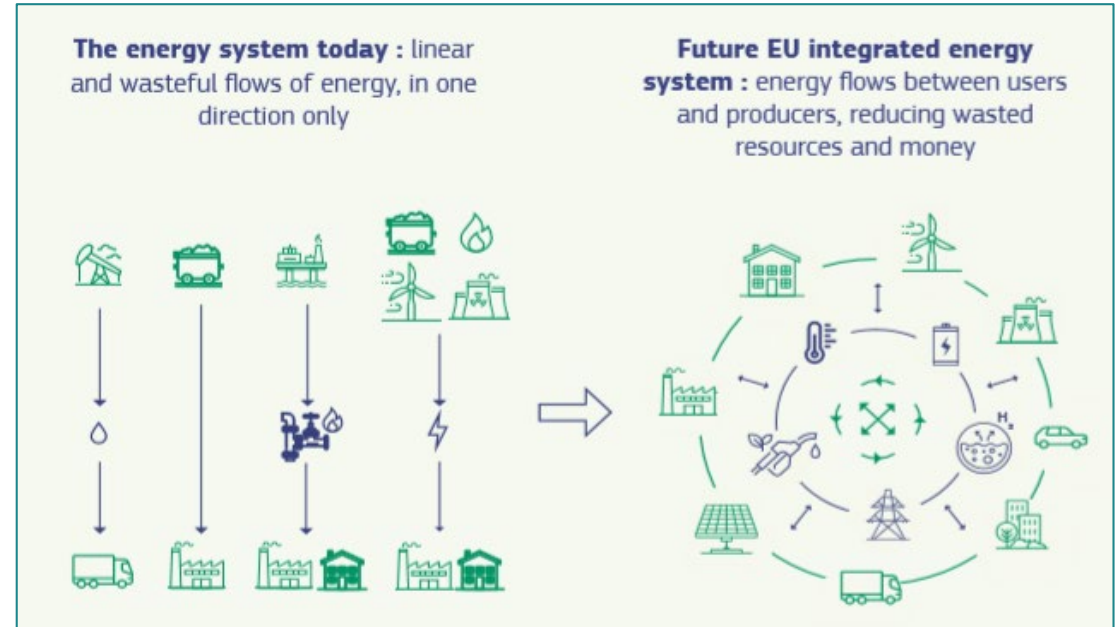 The energy system today : linear
and wasteful flows of energy, in one
direction only
Future EU integrated energy
system : energy flows between users
and producers, reducing wasted
resources and money
H₂